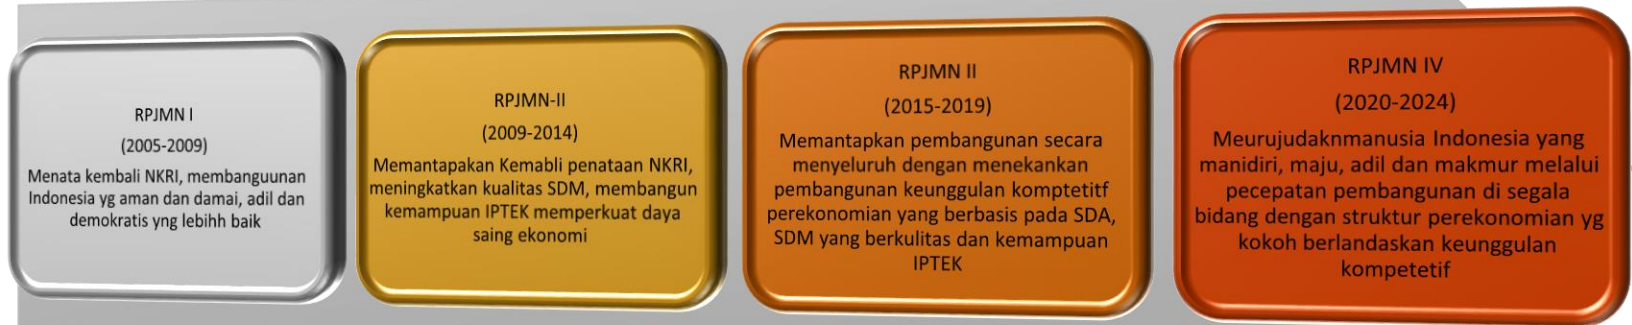 RPJMN I
(2005-2009)
Menata kembali NKRI, membanguunan
Indonesia yg aman dan damai, adil dan
demokratis yng lebihh baik
RPJMN-II
(2009-2014)
Memantapakan Kemabli penataan NKRI,
meningkatkan kualitas SDM, membangun
kemampuan IPTEK memperkuat daya
saing ekonomi
RPJMN II
(2015-2019)
Memantapkan pembangunan secara
menyeluruh dengan menekankan
pembangunan keunggulan komptetitf
perekonomian yang berbasis pada SDA,
SDM yang berkulitas dan kemampuan
IPTEK
RPJMN IV
(2020-2024)
Meurujudaknmanusia Indonesia yang
manidiri, maju, adil dan makmur melalui
pecepatan pembangunan di segala
bidang dengan struktur perekonomian yg
kokoh berlandaskan keunggulan
kompetetif